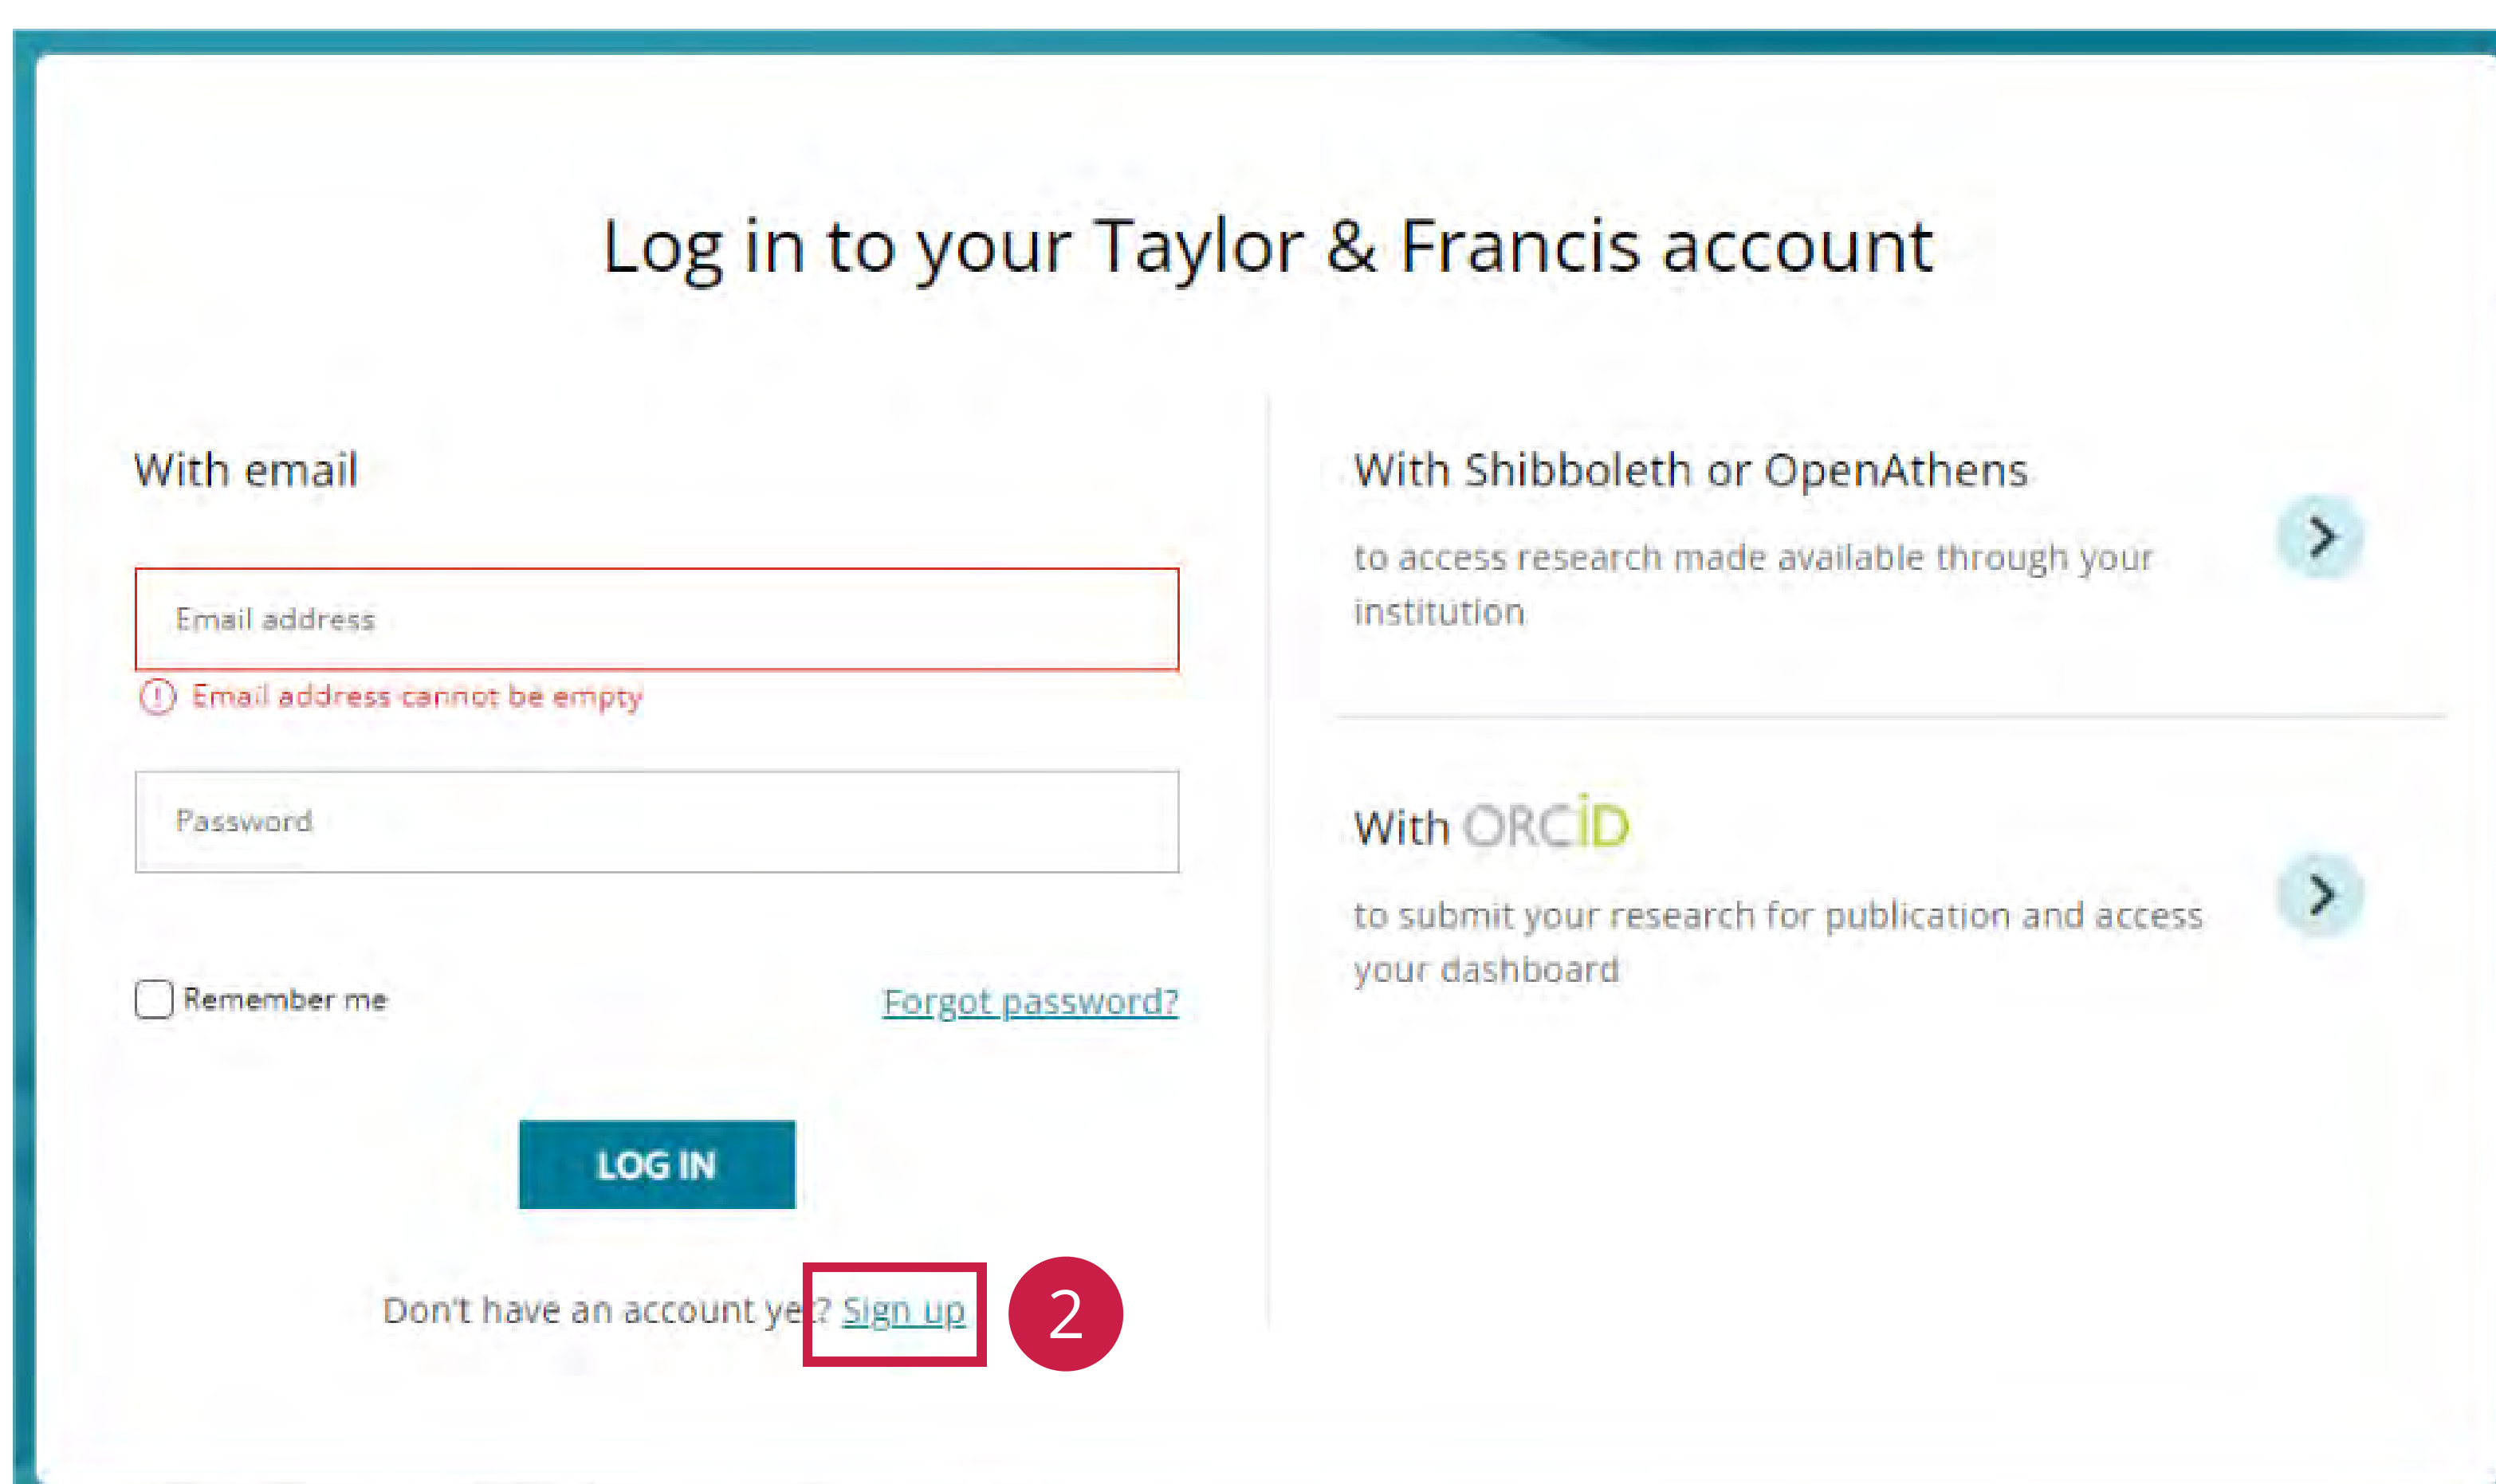 Log in to your Taylor & Francis account
With email
Email address
Email address cannot be empty
Password
Remember me
Forgot password?
LOG IN
Don't have an account yet? Sign up
2
With Shibboleth or OpenAthens
to access research made available through your
institution
With ORCiD
to submit your research for publication and access
your dashboard